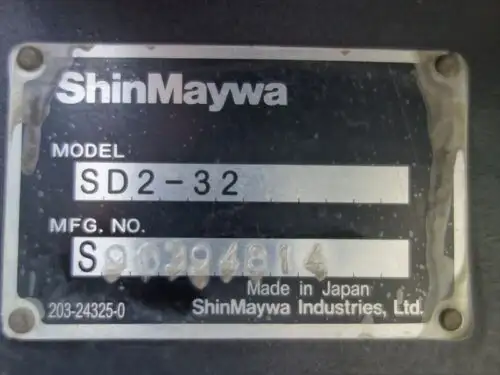 ShinMaywa
MODEL
SD2-32
MFG. NO.
Made in Japan
203-24325-0 ShinMaywa Industries, Ltd.